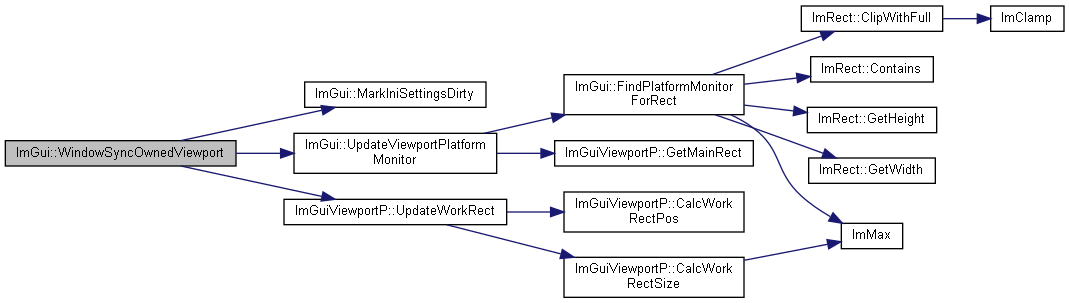 ImGui::WindowSyncOwnedViewport
ImGui::MarkIniSettingsDirty
ImGui::UpdateViewportPlatform
Monitor
ImGuiViewportP::UpdateWorkRect
ImGui::FindPlatformMonitor
ForRect
ImGuiViewportP::GetMainRect
ImGuiViewportP::CalcWork
RectPos
ImGuiViewportP::CalcWork
RectSize
ImRect::ClipWithFull
ImRect::Contains
ImRect::GetHeight
ImRect::GetWidth
ImMax
ImClamp